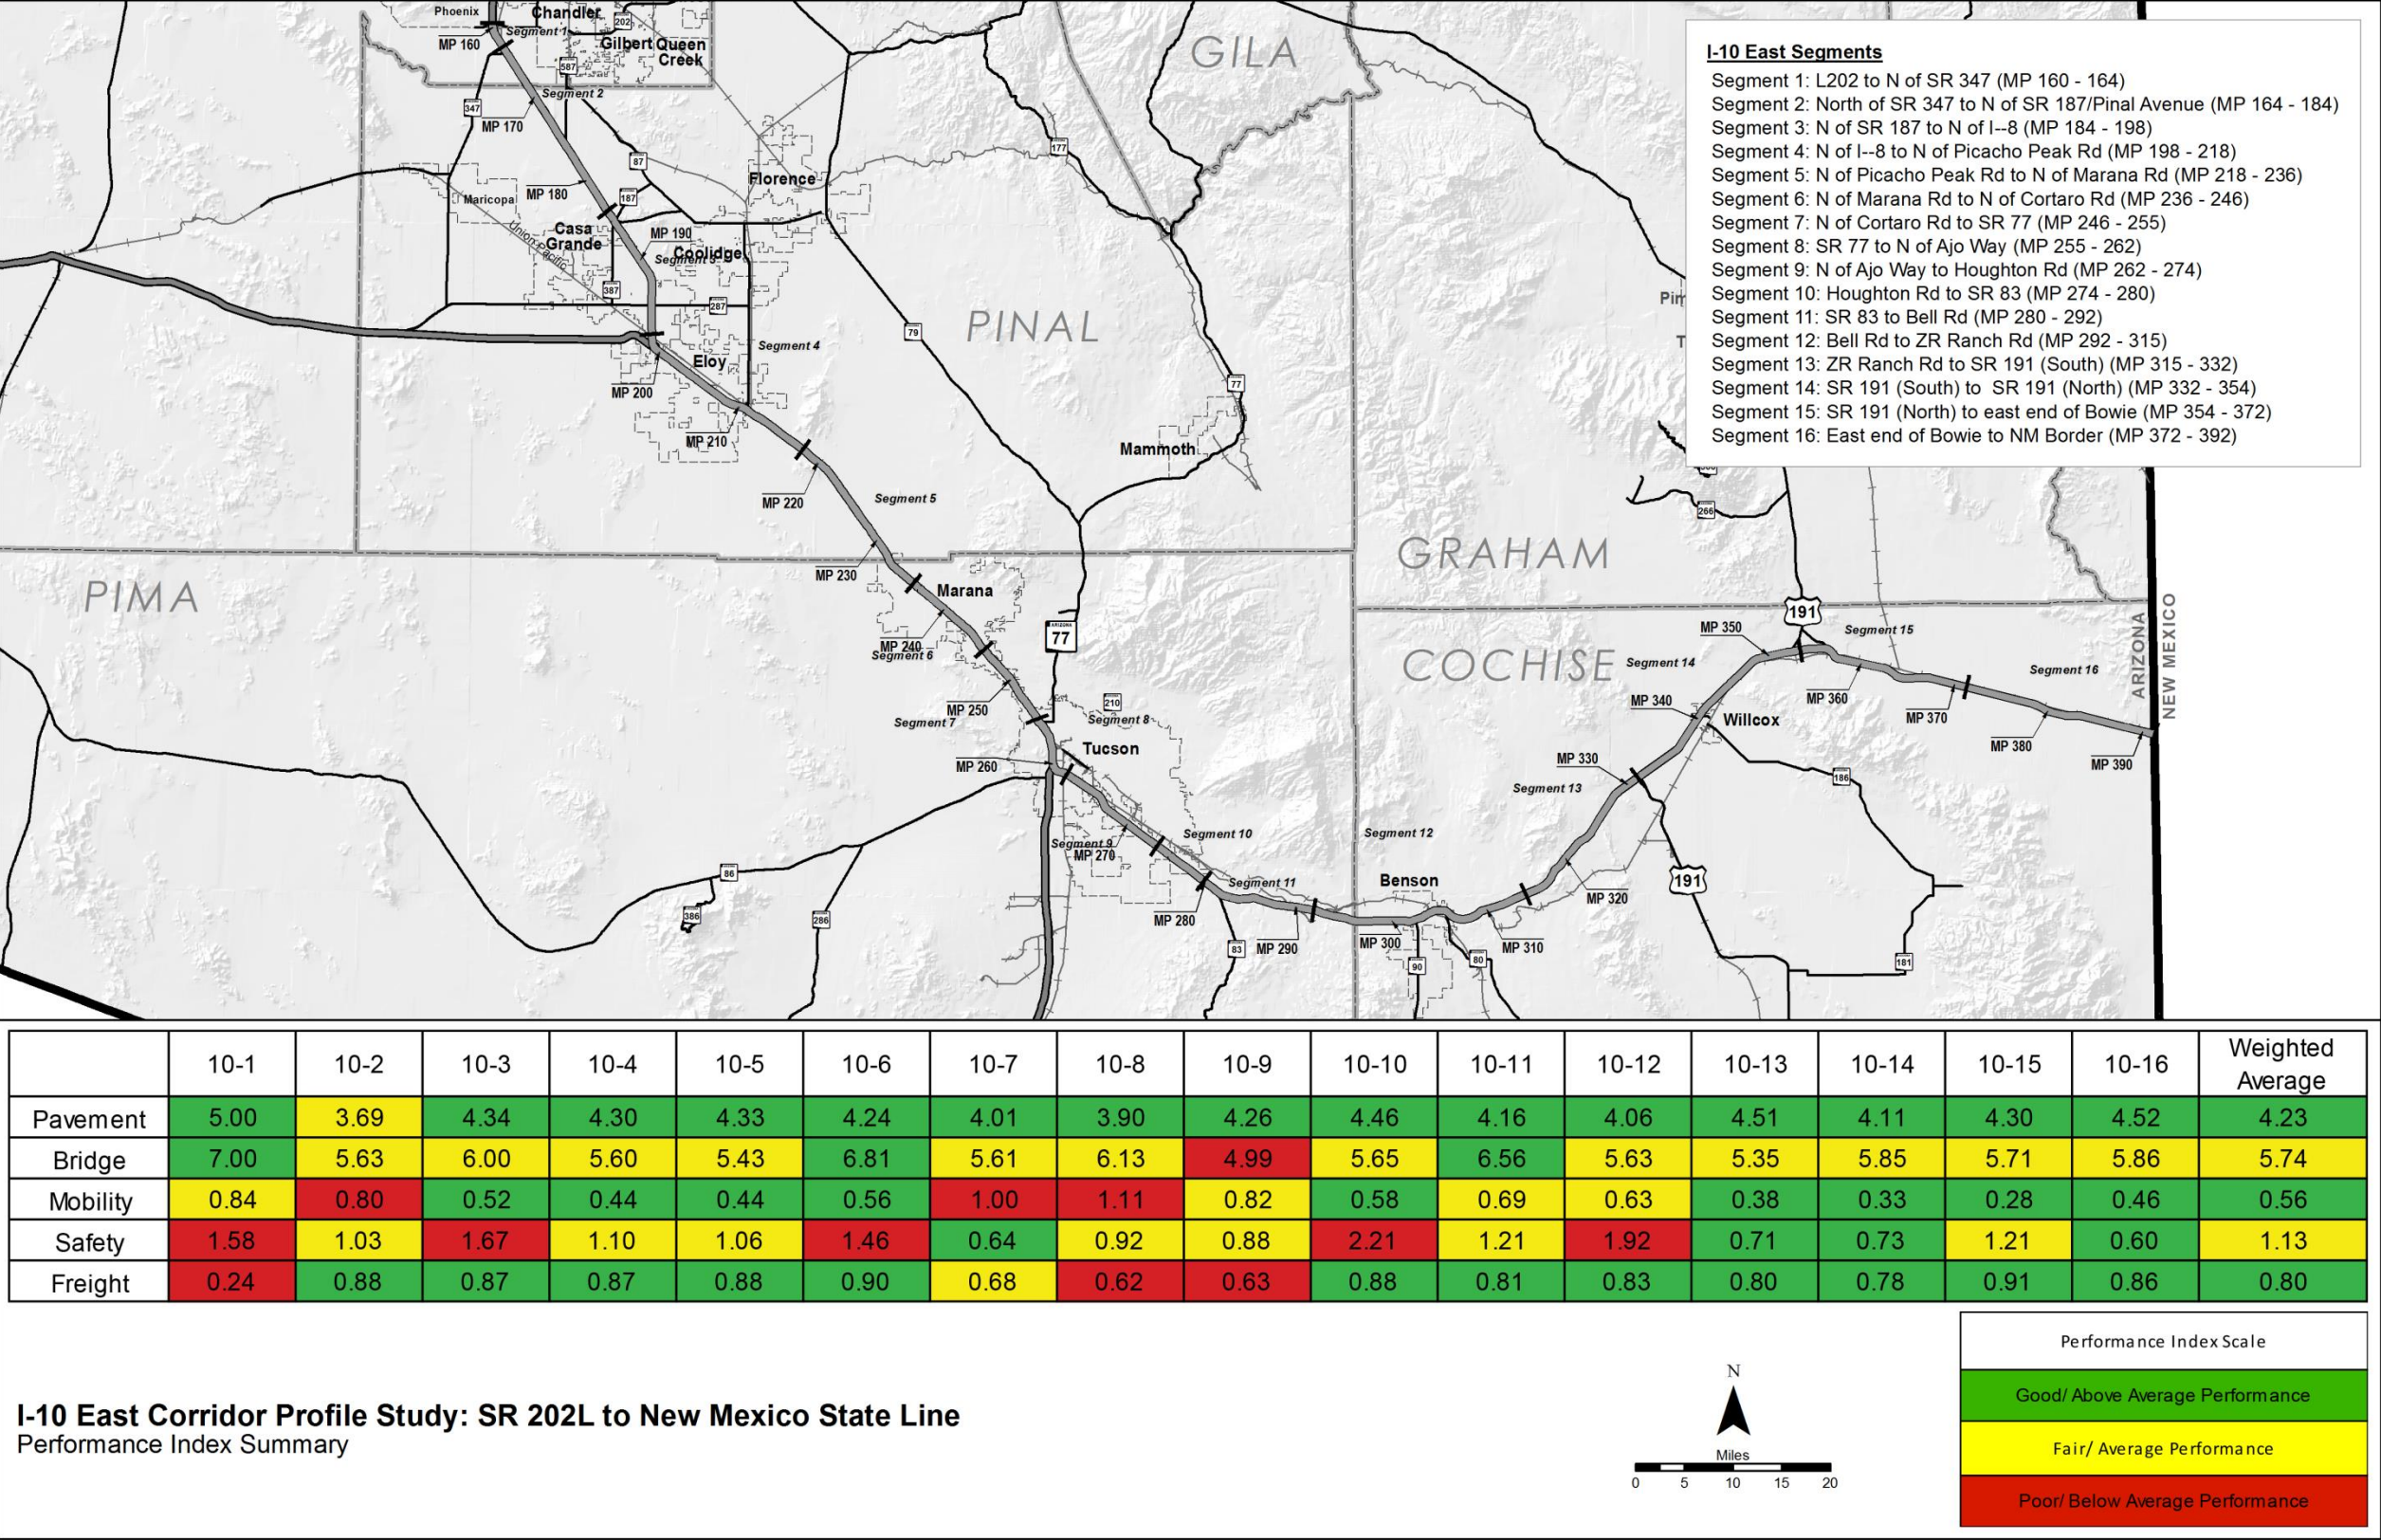 Phoenix
Chandler
202
Segment 1
MP 160
Gilbert Queen
Creek
587
Segment 2
347
MP 170
GILA
177
87
Florence
MP 180
187
Maricopa
Casa
Grande
Union Pacific
MP 190
Coolidge
Segment 3
387
287
PINAL
79
Segment 4
Eloy
77
MP 200
MP 210
Mammoth
MP 220
Segment 5
266
MP 230
GRAHAM
PIMA
Marana
ARIZONA
77
MP 240
Segment 6
191
MP 350
Segment 15
COCHISE
Segment 14
Segment 16
ARIZONA
NEW MEXICO
MP 250
210
Segment 7
Segment 8
MP 340
MP 360
MP 370
Willcox
Tucson
MP 260
MP 380
MP 390
MP 330
186
Segment 13
Segment 10
Segment 12
Segment 9
MP 270
86
Segment 11
Benson
191
386
286
MP 280
83
MP 290
MP 300
MP 310
MP 320
90
80
181
I-10 East Segments
Segment 1: L202 to N of SR 347 (MP 160 - 164)
Segment 2: North of SR 347 to N of SR 187/Pinal Avenue (MP 164 - 184)
Segment 3: N of SR 187 to N of I--8 (MP 184 - 198)
Segment 4: N of I--8 to N of Picacho Peak Rd (MP 198 - 218)
Segment 5: N of Picacho Peak Rd to N of Marana Rd (MP 218 - 236)
Segment 6: N of Marana Rd to N of Cortaro Rd (MP 236 - 246)
Segment 7: N of Cortaro Rd to SR 77 (MP 246 - 255)
Segment 8: SR 77 to N of Ajo Way (MP 255 - 262)
Segment 9: N of Ajo Way to Houghton Rd (MP 262 - 274)
Segment 10: Houghton Rd to SR 83 (MP 274 - 280)
Segment 11: SR 83 to Bell Rd (MP 280 - 292)
Segment 12: Bell Rd to ZR Ranch Rd (MP 292 - 315)
Segment 13: ZR Ranch Rd to SR 191 (South) (MP 315 - 332)
Segment 14: SR 191 (South) to SR 191 (North) (MP 332 - 354)
Segment 15: SR 191 (North) to east end of Bowie (MP 354 - 372)
Segment 16: East end of Bowie to NM Border (MP 372 - 392)
10-1 10-2 10-3 10-4 10-5 10-6 10-7 10-8 10-9 10-10 10-11 10-12 10-13 10-14 10-15 10-16 Weighted
Average
Pavement 5.00 3.69 4.34 4.30 4.33 4.24 4.01 3.90 4.26 4.46 4.16 4.06 4.51 4.11 4.30 4.52 4.23
Bridge 7.00 5.63 6.00 5.60 5.43 6.81 5.61 6.13 4.99 5.65 6.56 5.63 5.35 5.85 5.71 5.86 5.74
Mobility 0.84 0.80 0.52 0.44 0.44 0.56 1.00 1.11 0.82 0.58 0.69 0.63 0.38 0.33 0.28 0.46 0.56
Safety 1.58 1.03 1.67 1.10 1.06 1.46 0.64 0.92 0.88 2.21 1.21 1.92 0.71 0.73 1.21 0.60 1.13
Freight 0.24 0.88 0.87 0.87 0.88 0.90 0.68 0.62 0.63 0.88 0.81 0.83 0.80 0.78 0.91 0.86 0.80
I-10 East Corridor Profile Study: SR 202L to New Mexico State Line
Performance Index Summary
N
Miles
0 5 10 15 20
Performance Index Scale
Good/ Above Average Performance
Fair/ Average Performance
Poor/ Below Average Performance